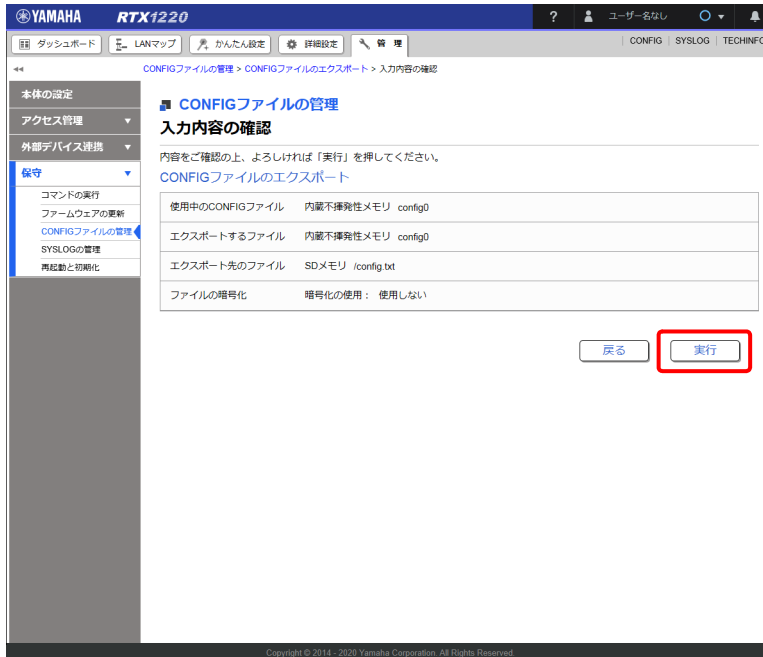 YAMAHA RTX1220 ? ユーザー名なし
ダッシュボード LANマップ かんたん設定 詳細設定 管 理 CONFIG SYSLOG TECHINFO
CONFIGファイルの管理 > CONFIGファイルのエクスポート > 入力内容の確認
本体の設定
アクセス管理
外部デバイス連携
保守
コマンドの実行
ファームウェアの更新
CONFIGファイルの管理
SYSLOGの管理
再起動と初期化
CONFIGファイルの管理
入力内容の確認
内容をご確認の上、よろしければ「実行」を押してください。
CONFIGファイルのエクスポート
使用中のCONFIGファイル 内蔵不揮発性メモリ config0
エクスポートするファイル 内蔵不揮発性メモリ config0
エクスポート先のファイル SDメモリ /config.txt
ファイルの暗号化 暗号化の使用： 使用しない
戻る 実行
Copyright © 2014 - 2020 Yamaha Corporation. All Rights Reserved.